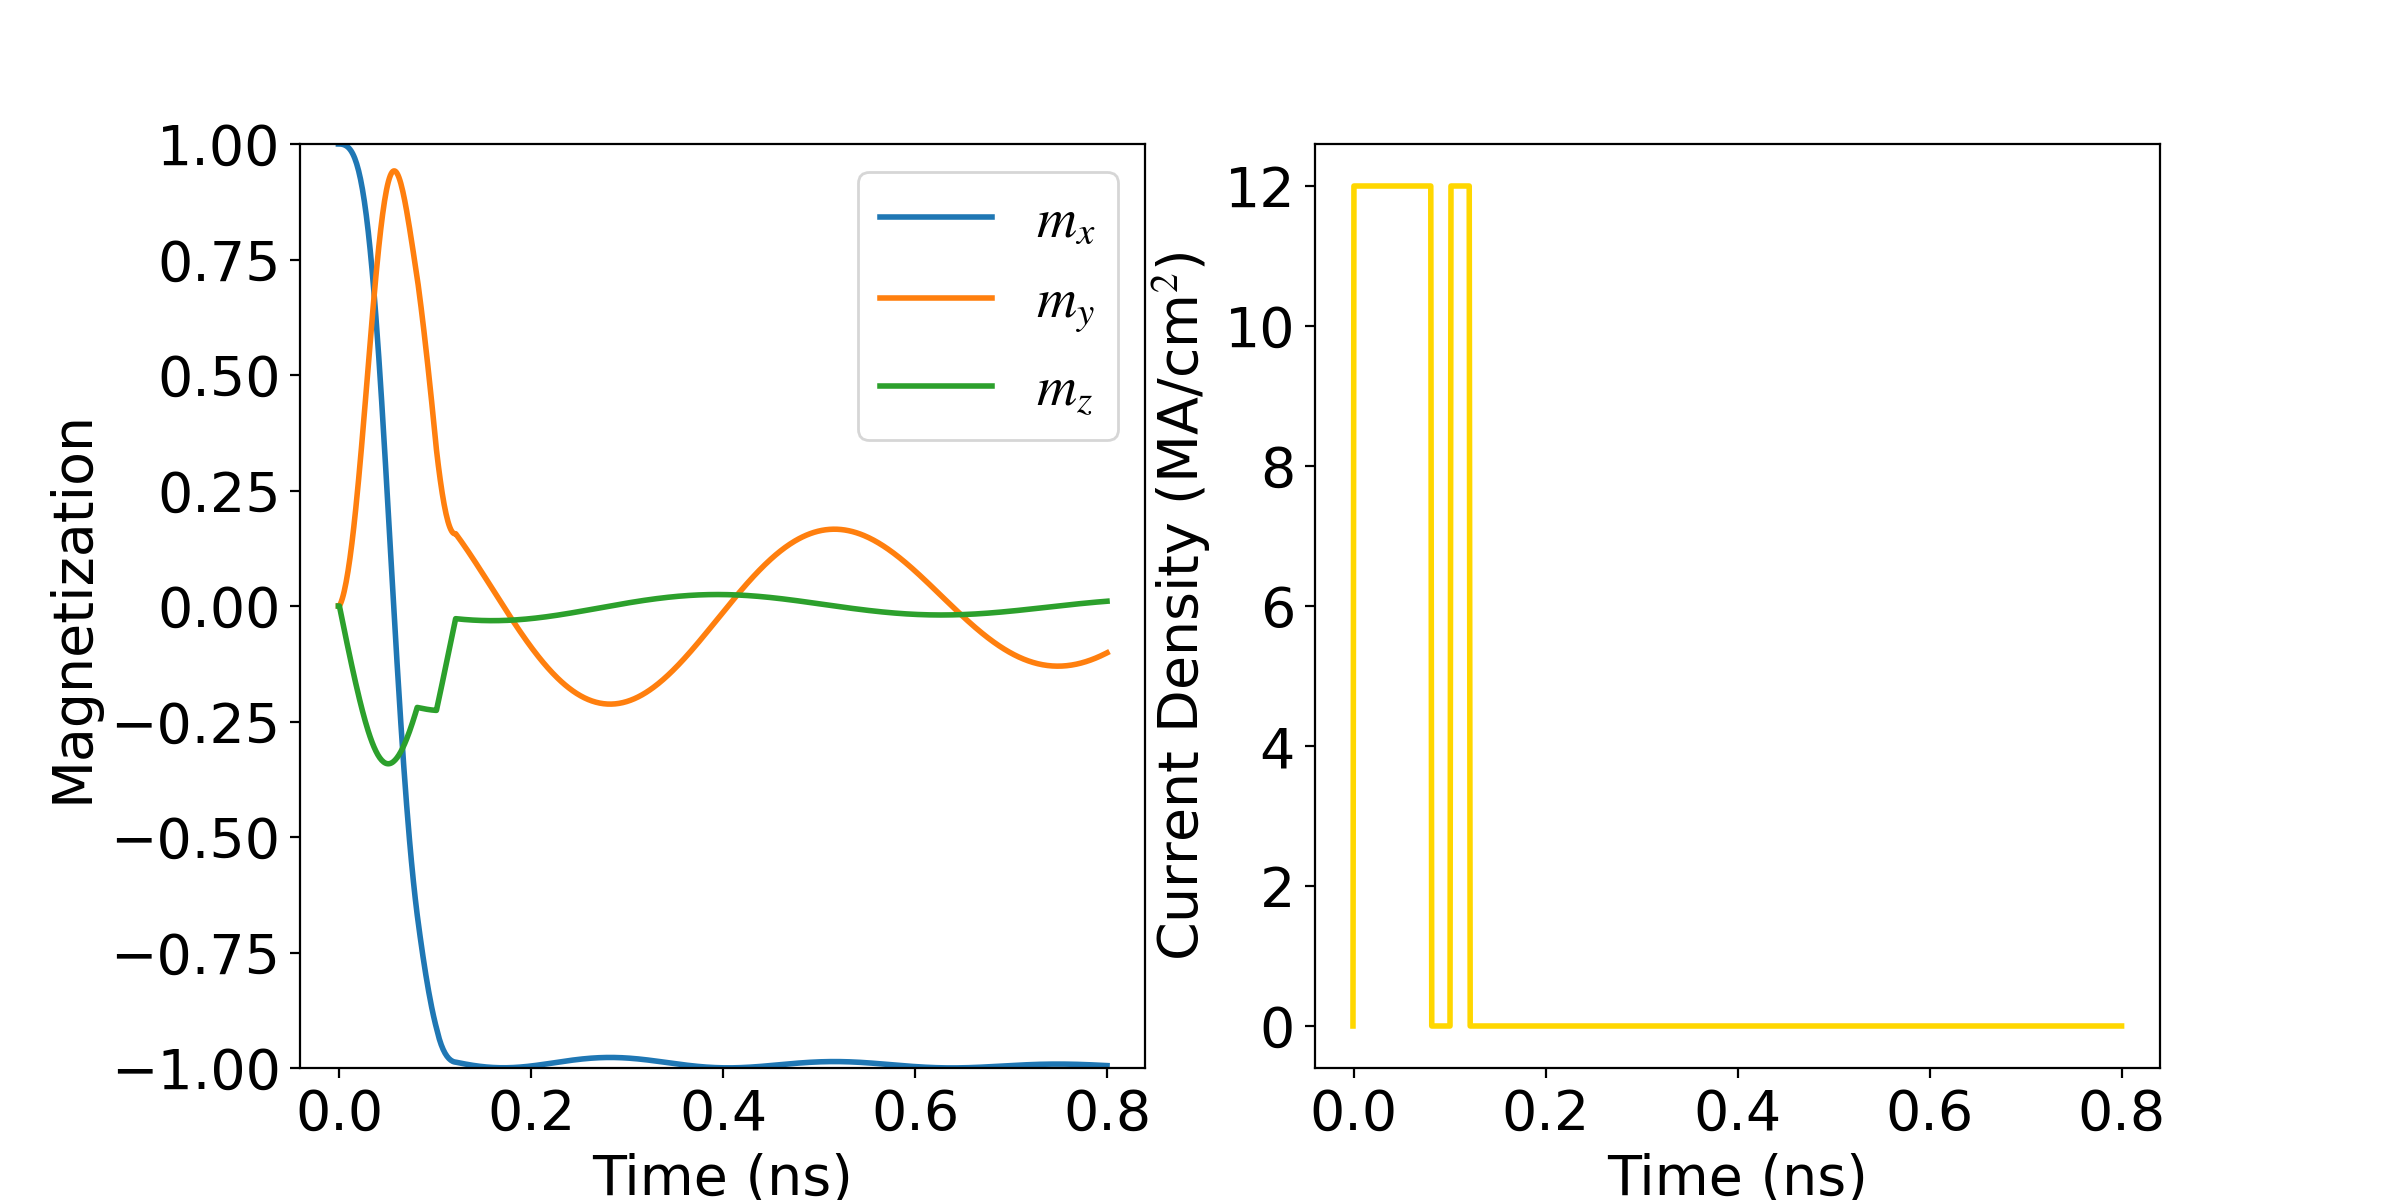 Magnetization
1.00
0.75
0.50
0.25
0.00
−0.25
−0.50
−0.75
−1.00
0.0 0.2 0.4 0.6 0.8
Time (ns)
m_x
m_y
m_z
Current Density (MA/cm²)
12
10
8
6
4
2
0
0.0 0.2 0.4 0.6 0.8
Time (ns)